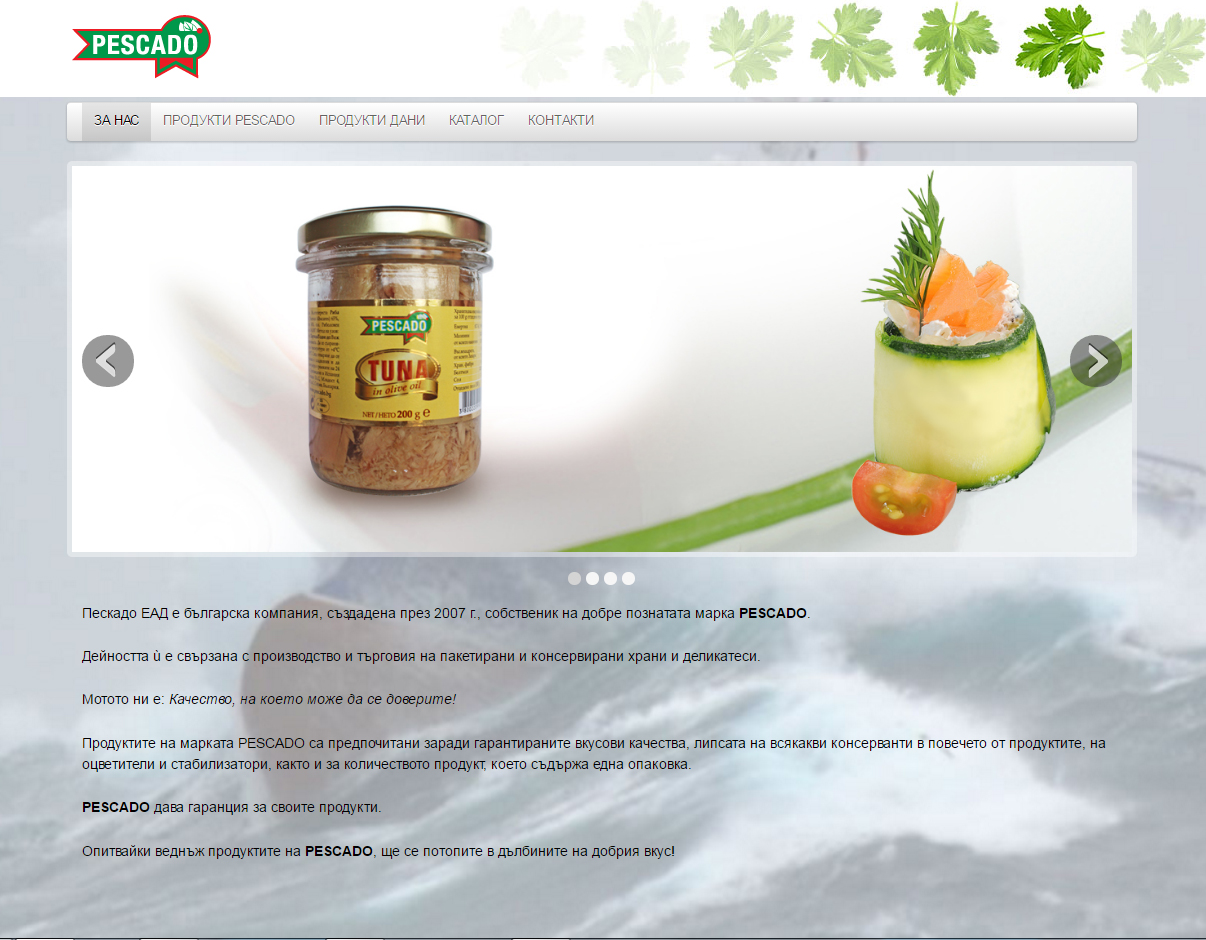 PESCADO
ЗА НАС ПРОДУКТИ PESCADO ПРОДУКТИ ДАНИ КАТАЛОГ КОНТАКТИ
PESCADO
TUNA
in olive oil
NET / НЕТО 200 g e
Пескадо ЕАД е българска компания, създадена през 2007 г., собственик на добре познатата марка PESCADO.
Дейността ù е свързана с производство и търговия на пакетирани и консервирани храни и деликатеси.
Мотото ни е: Качество, на което може да се доверите!
Продуктите на марката PESCADO са предпочитани заради гарантираните вкусови качества, липсата на всякакви консерванти в повечето от продуктите, на
оцветители и стабилизатори, както и за количеството продукт, което съдържа една опаковка.
PESCADO дава гаранция за своите продукти.
Опитвайки веднъж продуктите на PESCADO, ще се потопите в дълбините на добрия вкус!